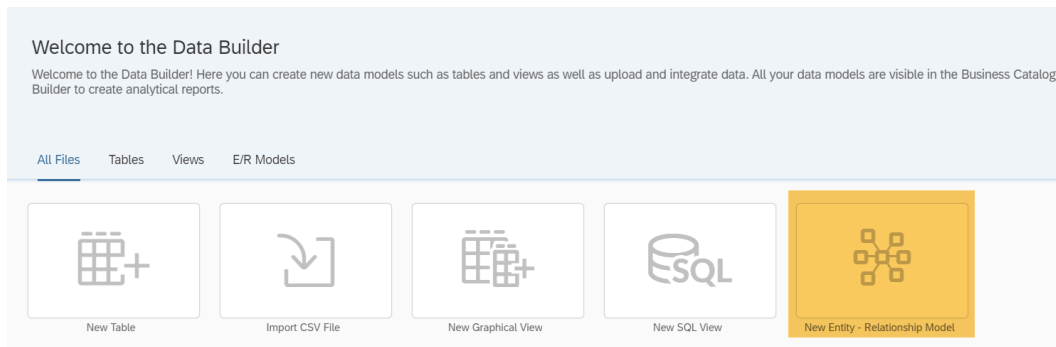 Welcome to the Data Builder
Welcome to the Data Builder! Here you can create new data models such as tables and views as well as upload and integrate data. All your data models are visible in the Business Catalog
Builder to create analytical reports.
All Files Tables Views E/R Models
SQL
New Table Import CSV File New Graphical View New SQL View New Entity - Relationship Model